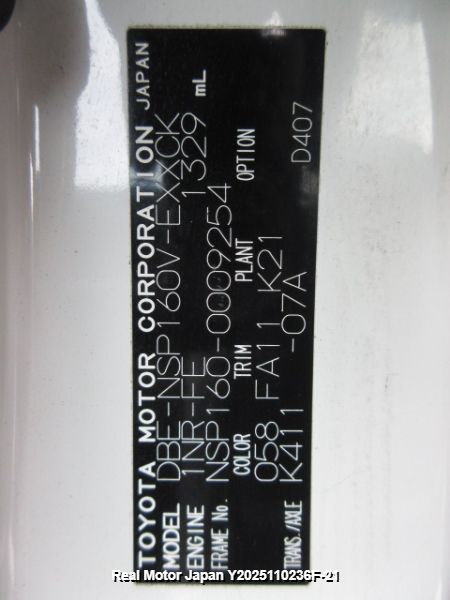 TOYOTA MOTOR CORPORATION JAPAN
MODEL DBE-NSP160V-EXXCK
ENGINE 1NR-FE 1329 mL
FRAME No. NSP160-0009254
COLOR TRIM PLANT OPTION
058 FA11 K21
TRANS./AXLE K411 -07A D407
Real Motor Japan Y2025110236F-21